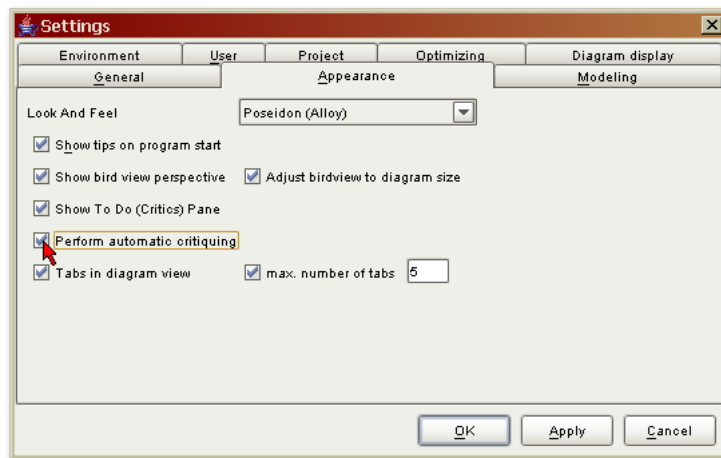 Settings
Environment User Project Optimizing Diagram display
General Appearance Modeling
Look And Feel Poseidon (Alloy)
Show tips on program start
Show bird view perspective Adjust birdview to diagram size
Show To Do (Critics) Pane
Perform automatic critiquing
Tabs in diagram view max. number of tabs 5
OK Apply Cancel